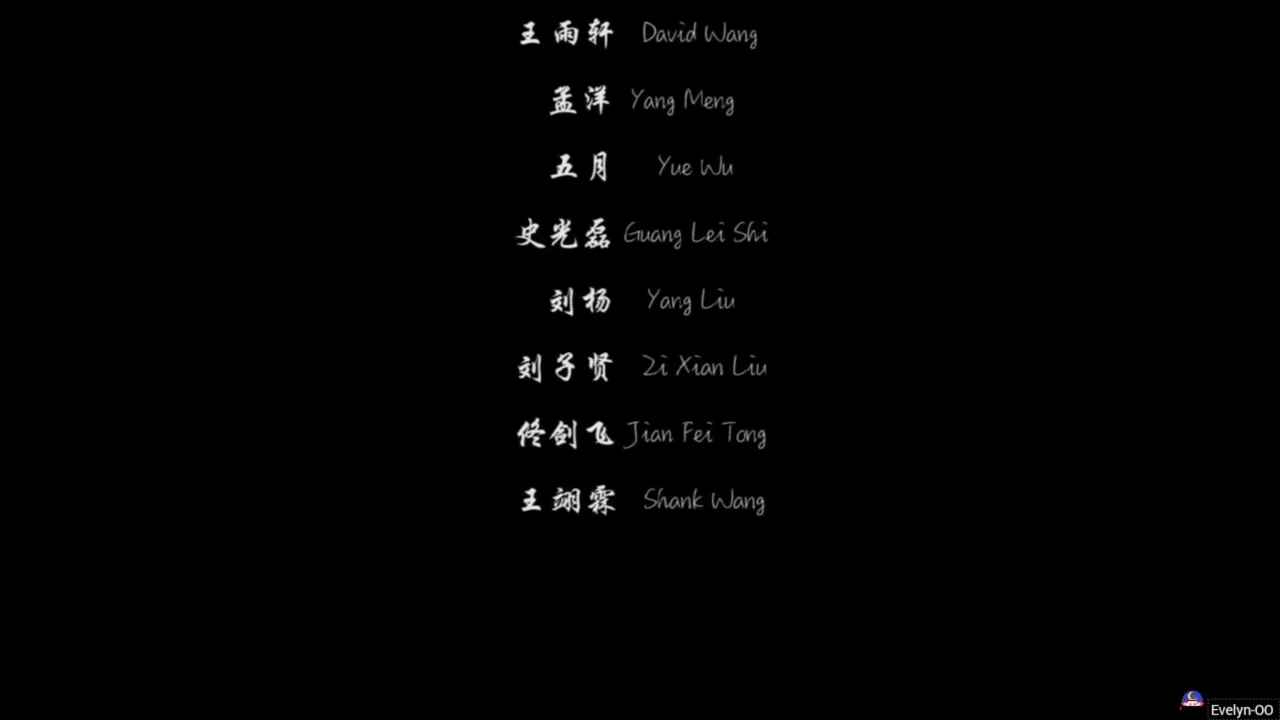 王雨轩 David Wang
孟洋 Yang Meng
五月 Yue Wu
史光磊 Guang Lei Shi
刘杨 Yang Liu
刘子贤 Zi Xian Liu
佟剑飞 Jian Fei Tong
王翊霖 Shank Wang
Evelyn-OO